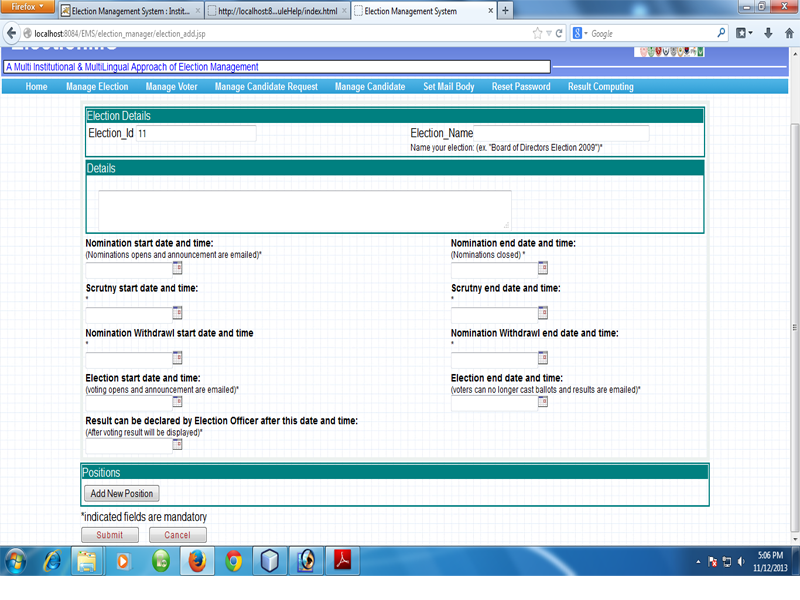 Firefox
Election Management System : Instit...
http://localhost:8...uleHelp/index.html
Election Management System
localhost:8084/EMS/election_manager/election_add.jsp
Google
A Multi Institutional & MultiLingual Approach of Election Management
Home Manage Election Manage Voter Manage Candidate Request Manage Candidate Set Mail Body Reset Password Result Computing
Election Details
Election_Id 11 Election_Name
Name your election: (ex. "Board of Directors Election 2009")*
Details
Nomination start date and time: Nomination end date and time:
(Nominations opens and announcement are emailed)* (Nominations closed) *
Scrutny start date and time: Scrutny end date and time:
* *
Nomination Withdrawl start date and time Nomination Withdrawl end date and time:
* *
Election start date and time: Election end date and time:
(voting opens and announcement are emailed)* (voters can no longer cast ballots and results are emailed)*
Result can be declared by Election Officer after this date and time:
(After voting result will be displayed)*
Positions
Add New Position
*indicated fields are mandatory
Submit Cancel
5:06 PM
11/12/2013